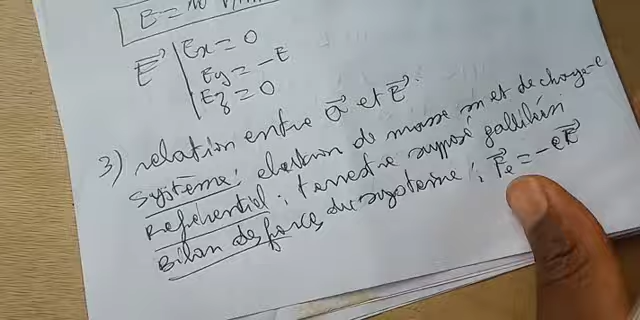 E = 10
E⃗ | Ex = 0
Ey = -E
Ez = 0
3) relation entre a⃗ et E⃗.
Système : électron de masse m et de charge -e
Référentiel : terrestre supposé galiléen
Bilan des forces du système : F⃗e = -eE⃗